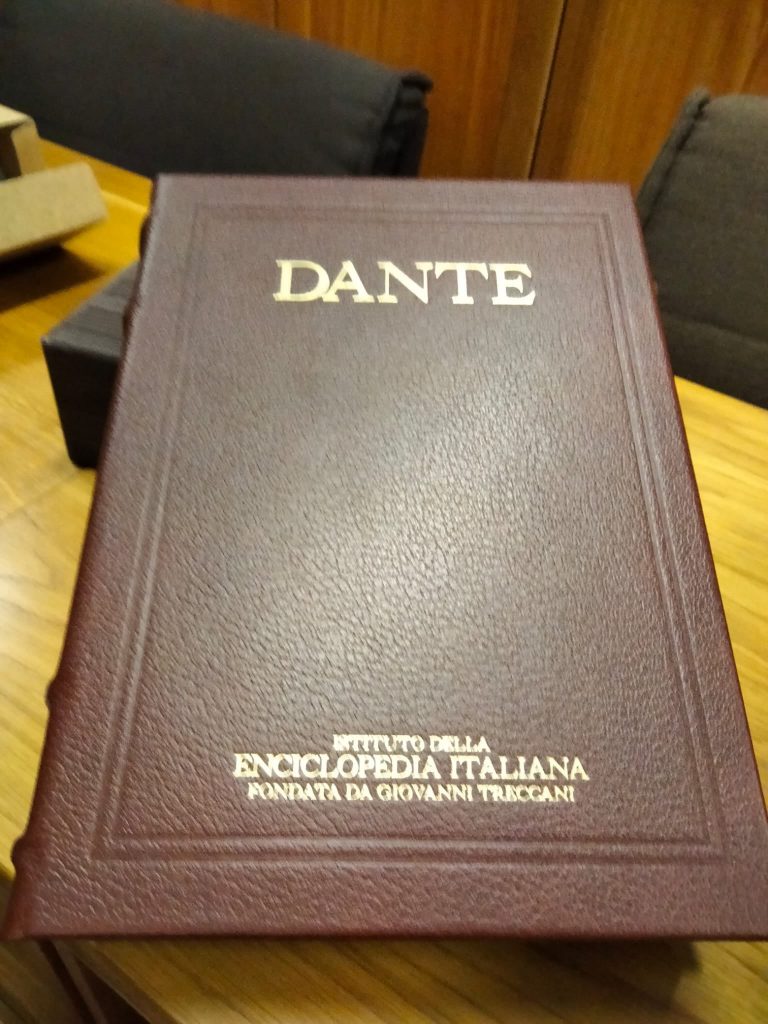 DANTE
ISTITUTO DELLA
ENCICLOPEDIA ITALIANA
FONDATA DA GIOVANNI TRECCANI